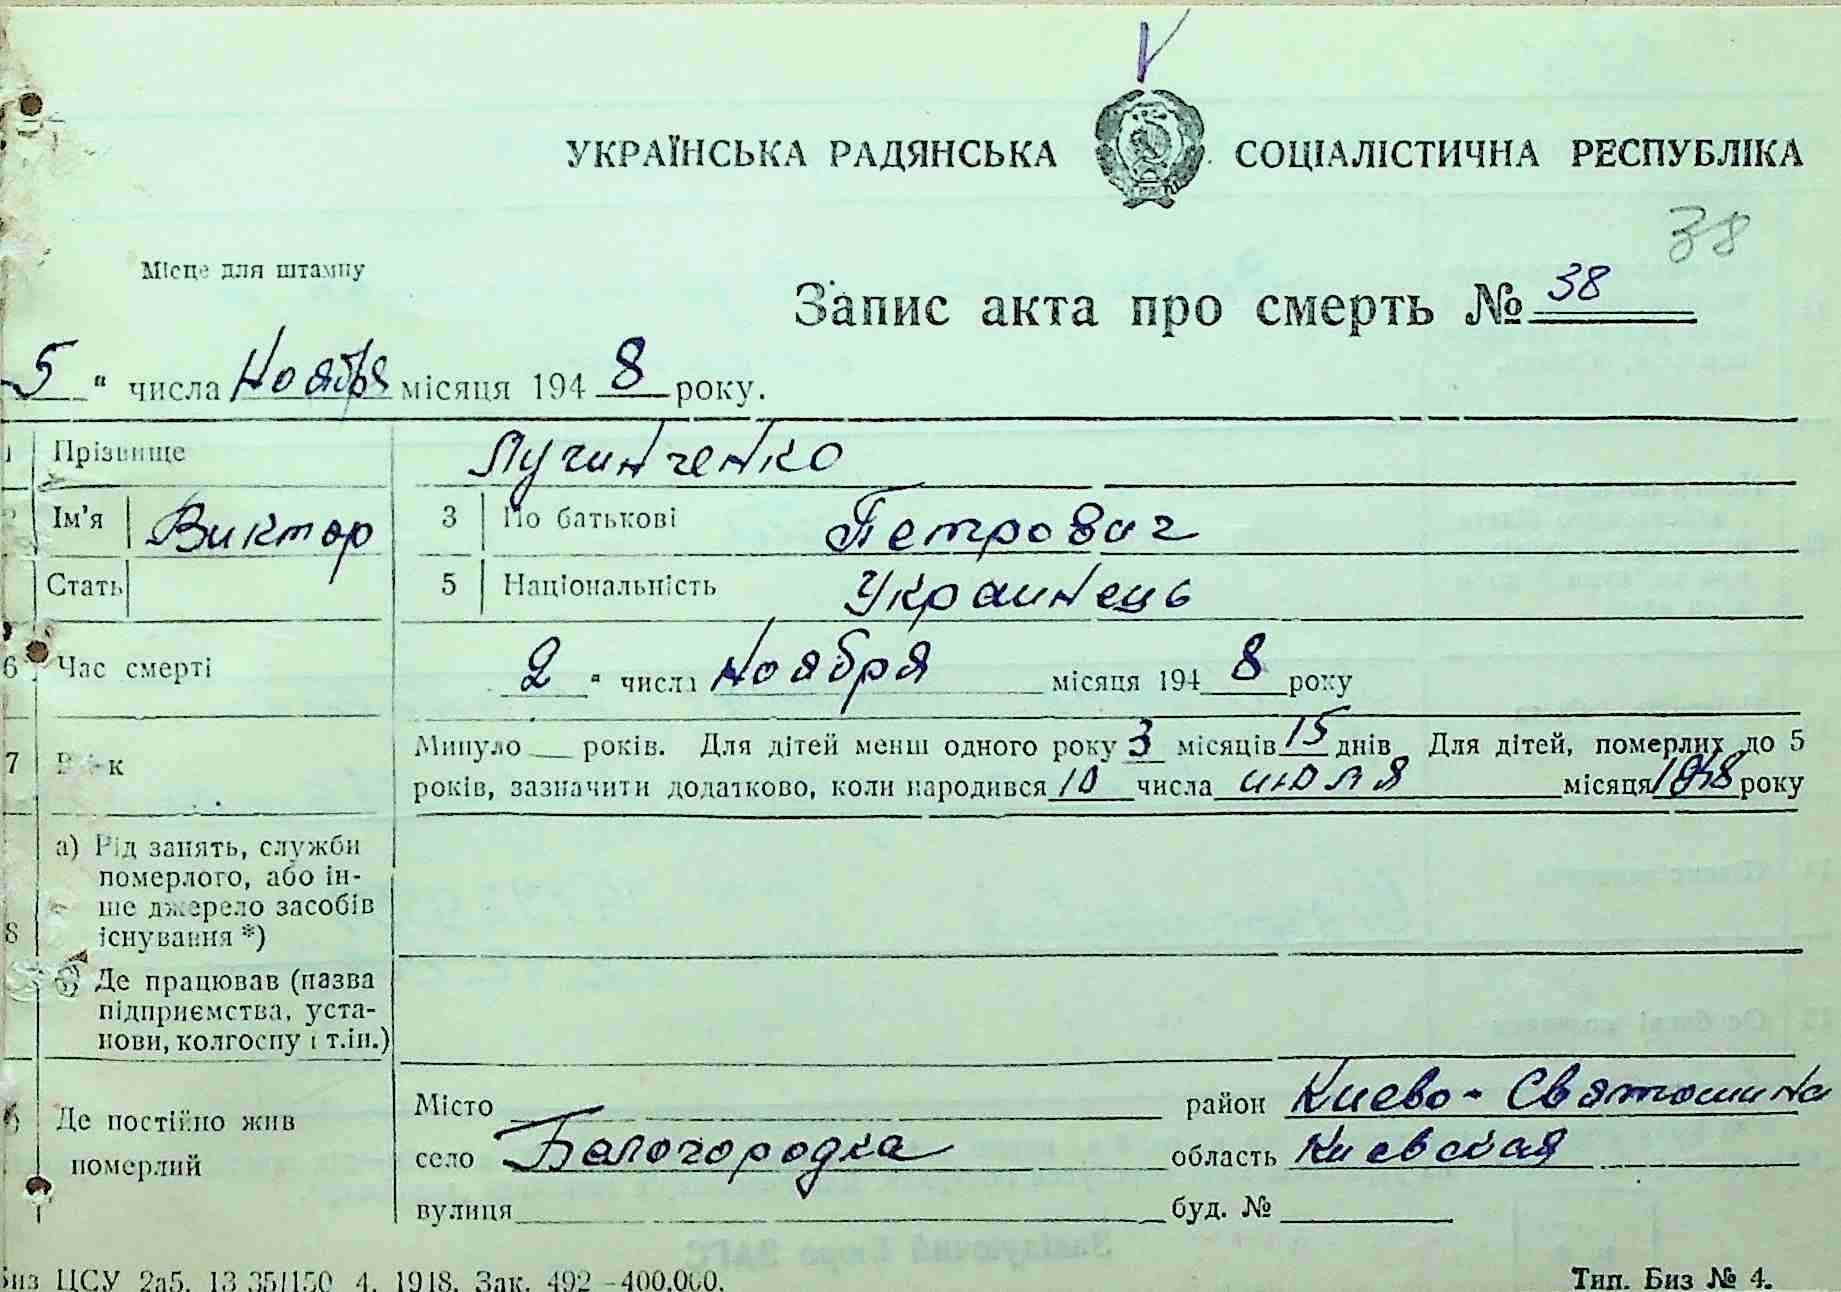 УКРАЇНСЬКА РАДЯНСЬКА СОЦІАЛІСТИЧНА РЕСПУБЛІКА
38
Місце для штампу
Запис акта про смерть № 38
5 " числа Ноября місяця 1948 року.
1 Прізвище Лучинченко
Ім'я Виктор 3 По батькові Петрович
Стать 5 Національність Украинець
6 Час смерті 2 " числа Ноября місяця 1948 року
7 Вік Минуло — років. Для дітей менш одного року 3 місяців 15 днів Для дітей, померлих до 5
років, зазначити додатково, коли народився 10 числа июля місяця 1948 року
8 а) Рід занять, служби
померлого, або ін-
ше джерело засобів
існування *)
б) Де працював (назва
підприємства, уста-
нови, колгоспу і т.ін.)
Де постійно жив
померлий
Місто район Киево-Святошина
село Белогородка область Киевская
вулиця буд. №
Биз ЦСУ 2а5. 13 35/150 4. 1948. Зак. 492—400.000. Тип. Биз № 4.